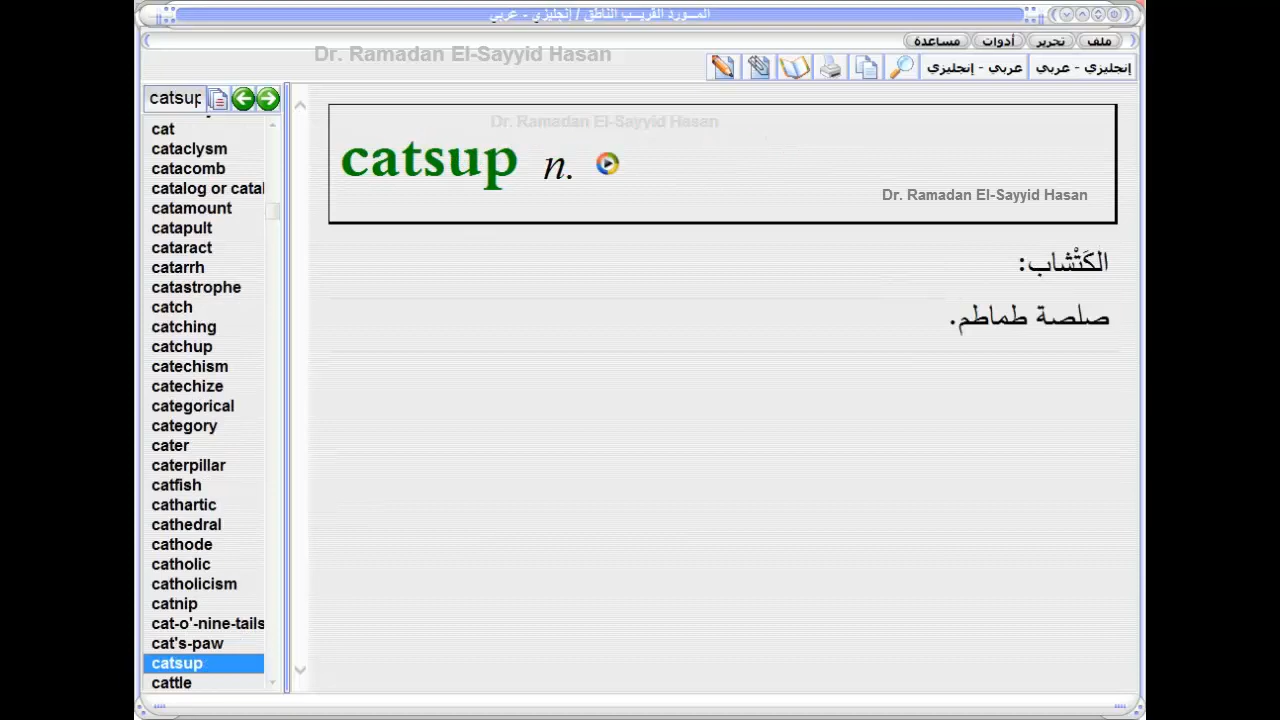 المـــورد القريـــب الناطق / إنجليزي - عربي
ملف تحرير أدوات مساعدة
Dr. Ramadan El-Sayyid Hasan
إنجليزي - عربي
عربي - إنجليزي
catsup
cat
cataclysm
catacomb
catalog or catal
catamount
catapult
cataract
catarrh
catastrophe
catch
catching
catchup
catechism
catechize
categorical
category
cater
caterpillar
catfish
cathartic
cathedral
cathode
catholic
catholicism
catnip
cat-o'-nine-tails
cat's-paw
catsup
cattle
Dr. Ramadan El-Sayyid Hasan
catsup n.
Dr. Ramadan El-Sayyid Hasan
الكَتْشاب:
صلصة طماطم.